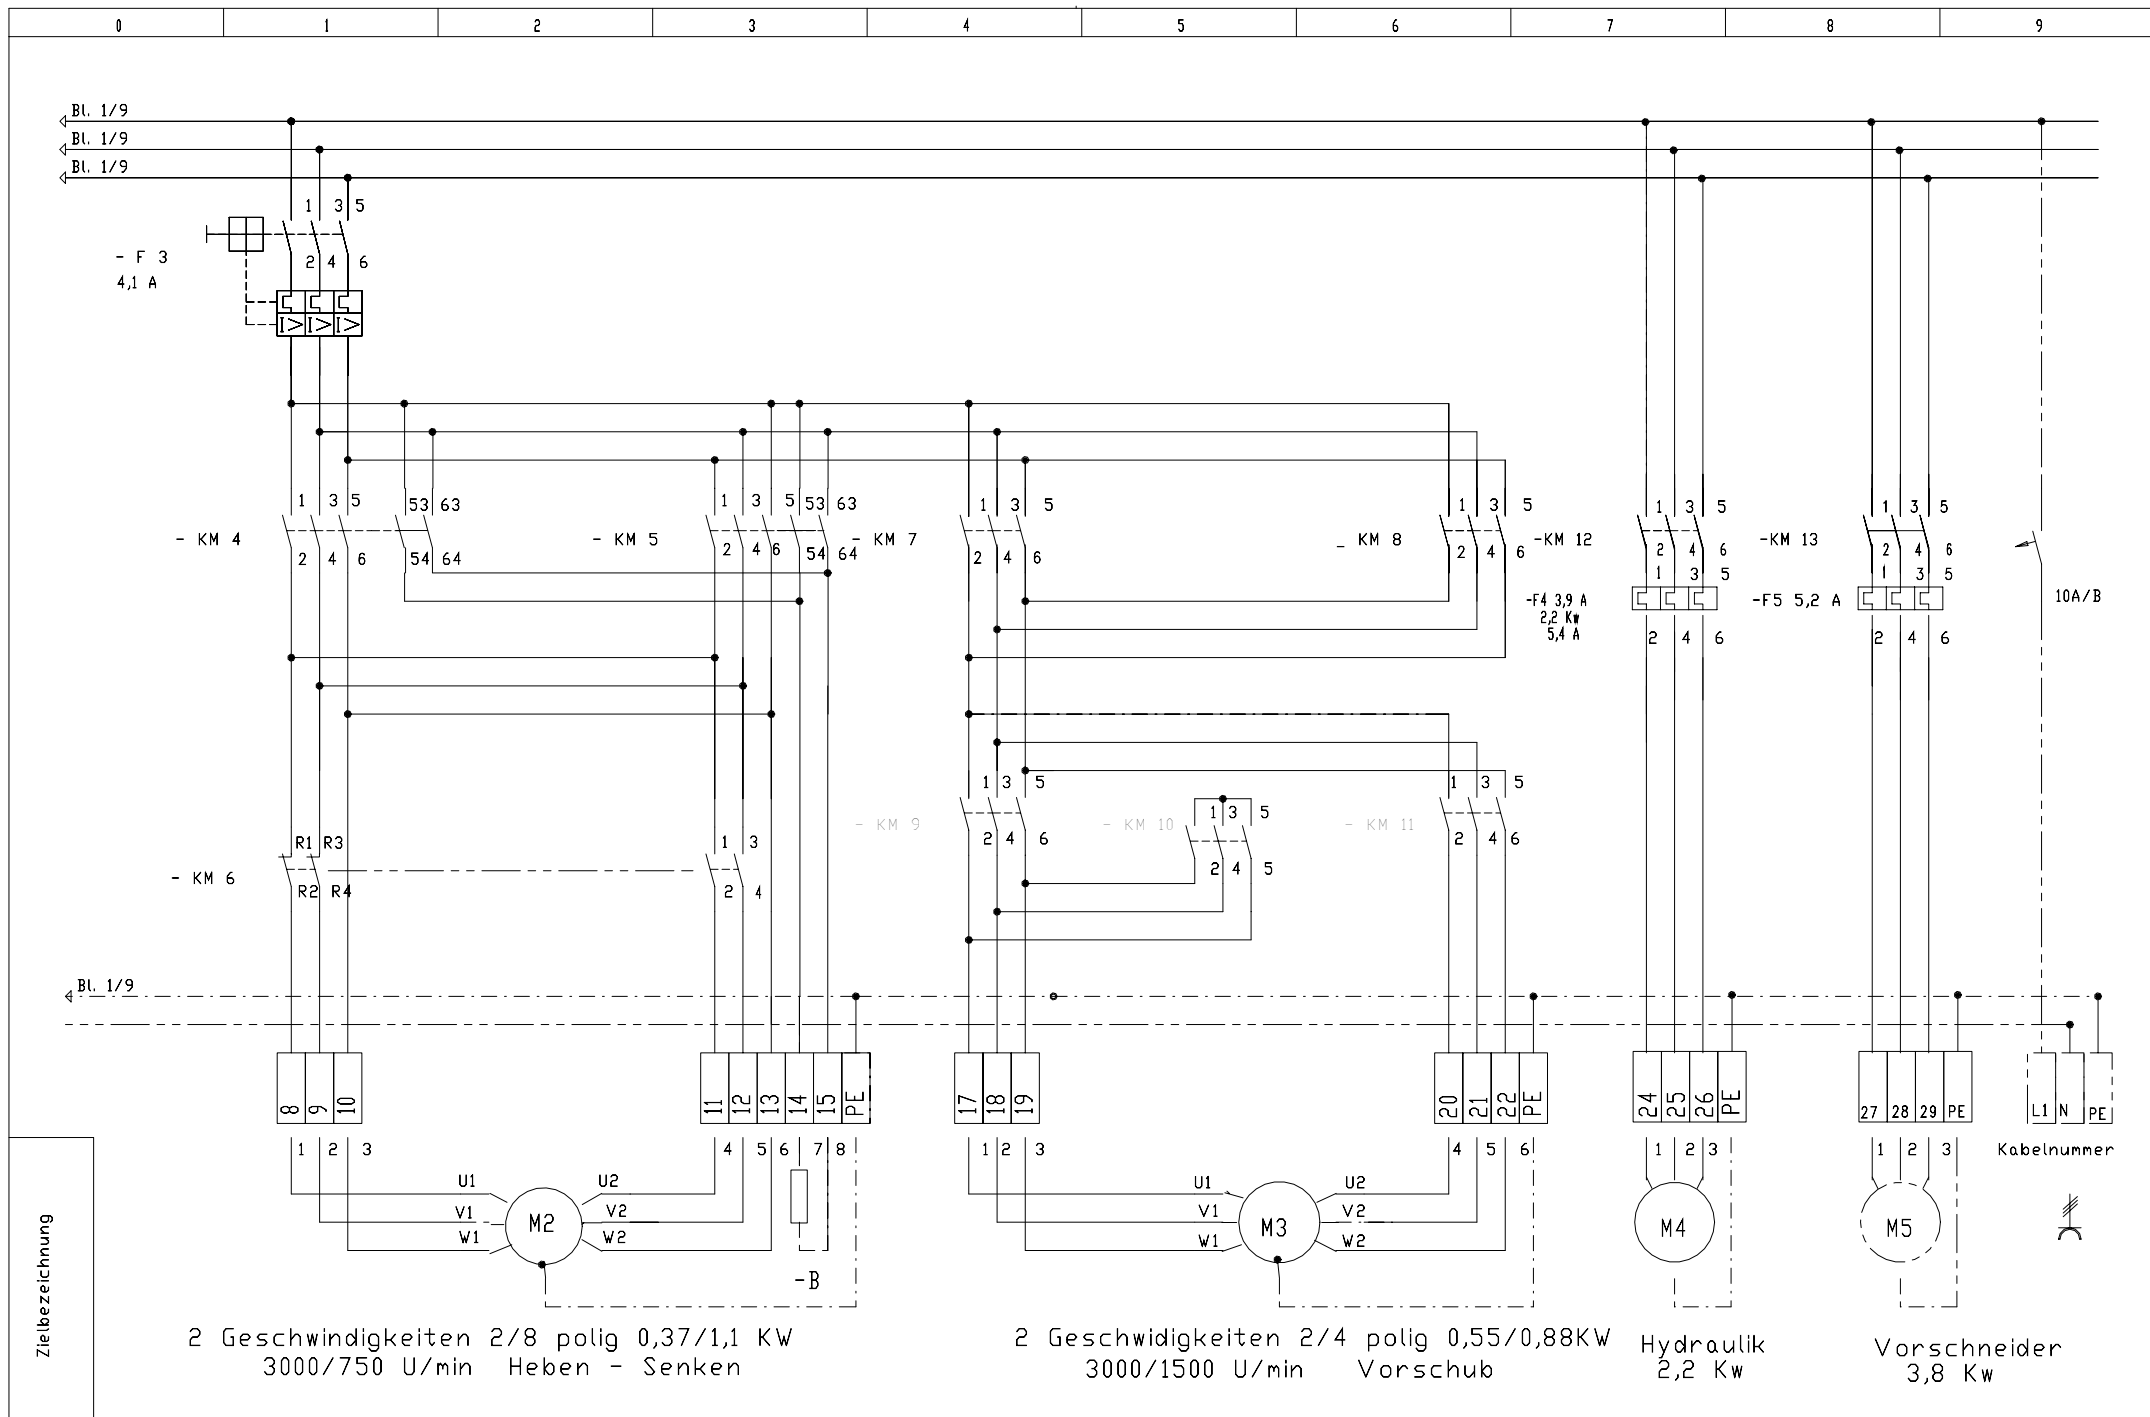 0 1 2 3 4 5 6 7 8 9
Bl. 1/9
Bl. 1/9
Bl. 1/9
1 3 5
- F 3
2 4 6
4,1 A
I> I> I>
1 3 5 53 63 1 3 5 53 63 1 3 5 1 3 5 1 3 5 1 3 5
- KM 4 - KM 5 - KM 7 - KM 8 -KM 12 -KM 13
2 4 6 54 64 2 4 6 54 64 2 4 6 2 4 6 2 4 6 2 4 6
1 3 5 1 3 5
-F4 3,9 A -F5 5,2 A 10A/B
2,2 Kw
5,4 A
2 4 6 2 4 6
1 3 5 1 3 5
1 3 5
- KM 9 - KM 10 - KM 11
2 4 6 2 4 6
R1 R3 1 3
2 4 5
- KM 6
R2 R4 2 4
Bl. 1/9
8 9 10 11 12 13 14 15 PE 17 18 19 20 21 22 PE 24 25 26 PE 27 28 29 PE L1 N PE
1 2 3 4 5 6 7 8 1 2 3 4 5 6 1 2 3 1 2 3 Kabelnummer
U1 U2 U1 U2
V1 M2 V2 V1 M3 V2 M4 M5
W1 W2 W1 W2
-B
Zielbezeichnung
2 Geschwindigkeiten 2/8 polig 0,37/1,1 KW
3000/750 U/min Heben - Senken
2 Geschwidigkeiten 2/4 polig 0,55/0,88KW
3000/1500 U/min Vorschub
Hydraulik
2,2 Kw
Vorschneider
3,8 Kw